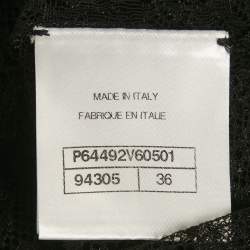 MADE IN ITALY
FABRIQUE EN ITALIE
P64492V60501
94305 36